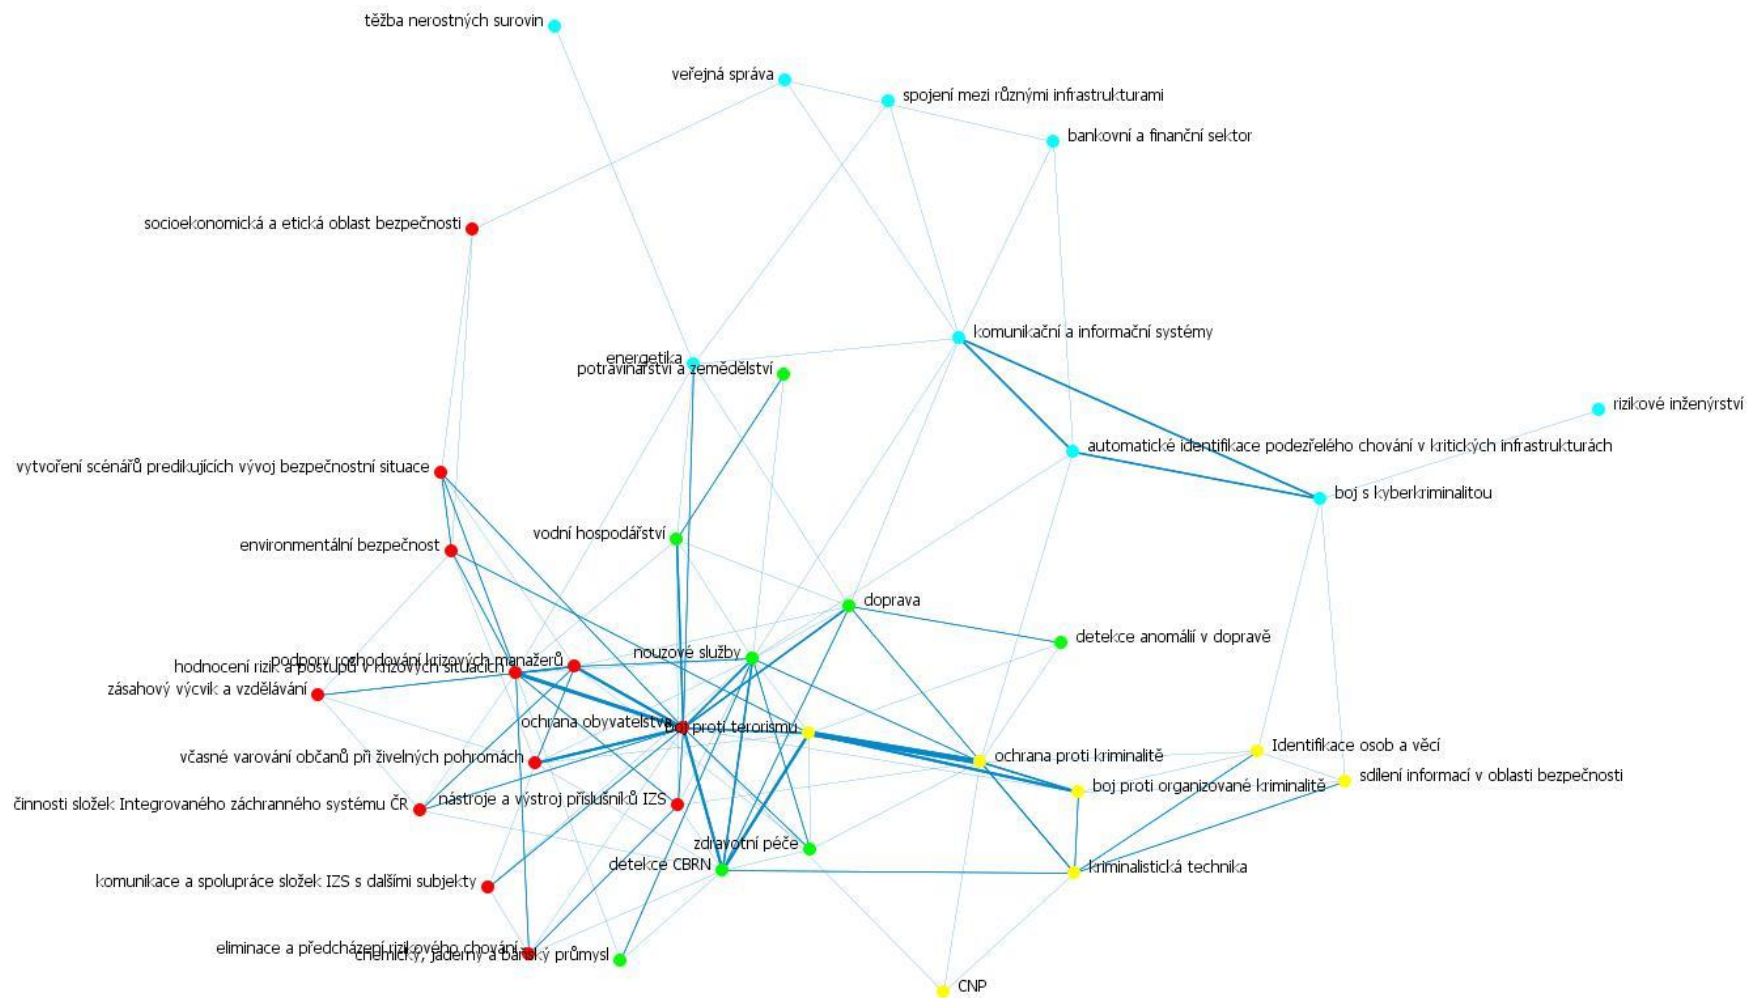 těžba nerostných surovin
veřejná správa
spojení mezi různými infrastrukturami
bankovní a finanční sektor
socioekonomická a etická oblast bezpečnosti
komunikační a informační systémy
energetika
potravinářství a zemědělství
rizikové inženýrství
automatické identifikace podezřelého chování v kritických infrastrukturách
vytvoření scénářů predikujících vývoj bezpečnostní situace
boj s kyberkriminalitou
vodní hospodářství
environmentální bezpečnost
doprava
detekce anomálií v dopravě
nouzové služby
podpory rozhodování krizových manažerů
hodnocení rizik a postupů v krizových situacích
zásahový výcvik a vzdělávání
ochrana obyvatelstva
boj proti terorismu
Identifikace osob a věcí
ochrana proti kriminalitě
včasné varování občanů při živelných pohromách
sdílení informací v oblasti bezpečnosti
boj proti organizované kriminalitě
nástroje a výstroj příslušníků IZS
činnosti složek Integrovaného záchranného systému ČR
zdravotní péče
detekce CBRN
kriminalistická technika
komunikace a spolupráce složek IZS s dalšími subjekty
eliminace a předcházení rizikového chování
chemický, jaderný a báňský průmysl
CNP